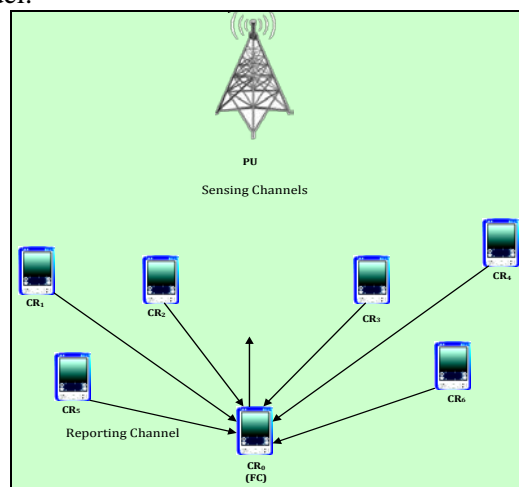 PU
Sensing Channels
CR₄
CR₁
CR₂
CR₃
CR₅
CR₆
Reporting Channel
CR₀
(FC)